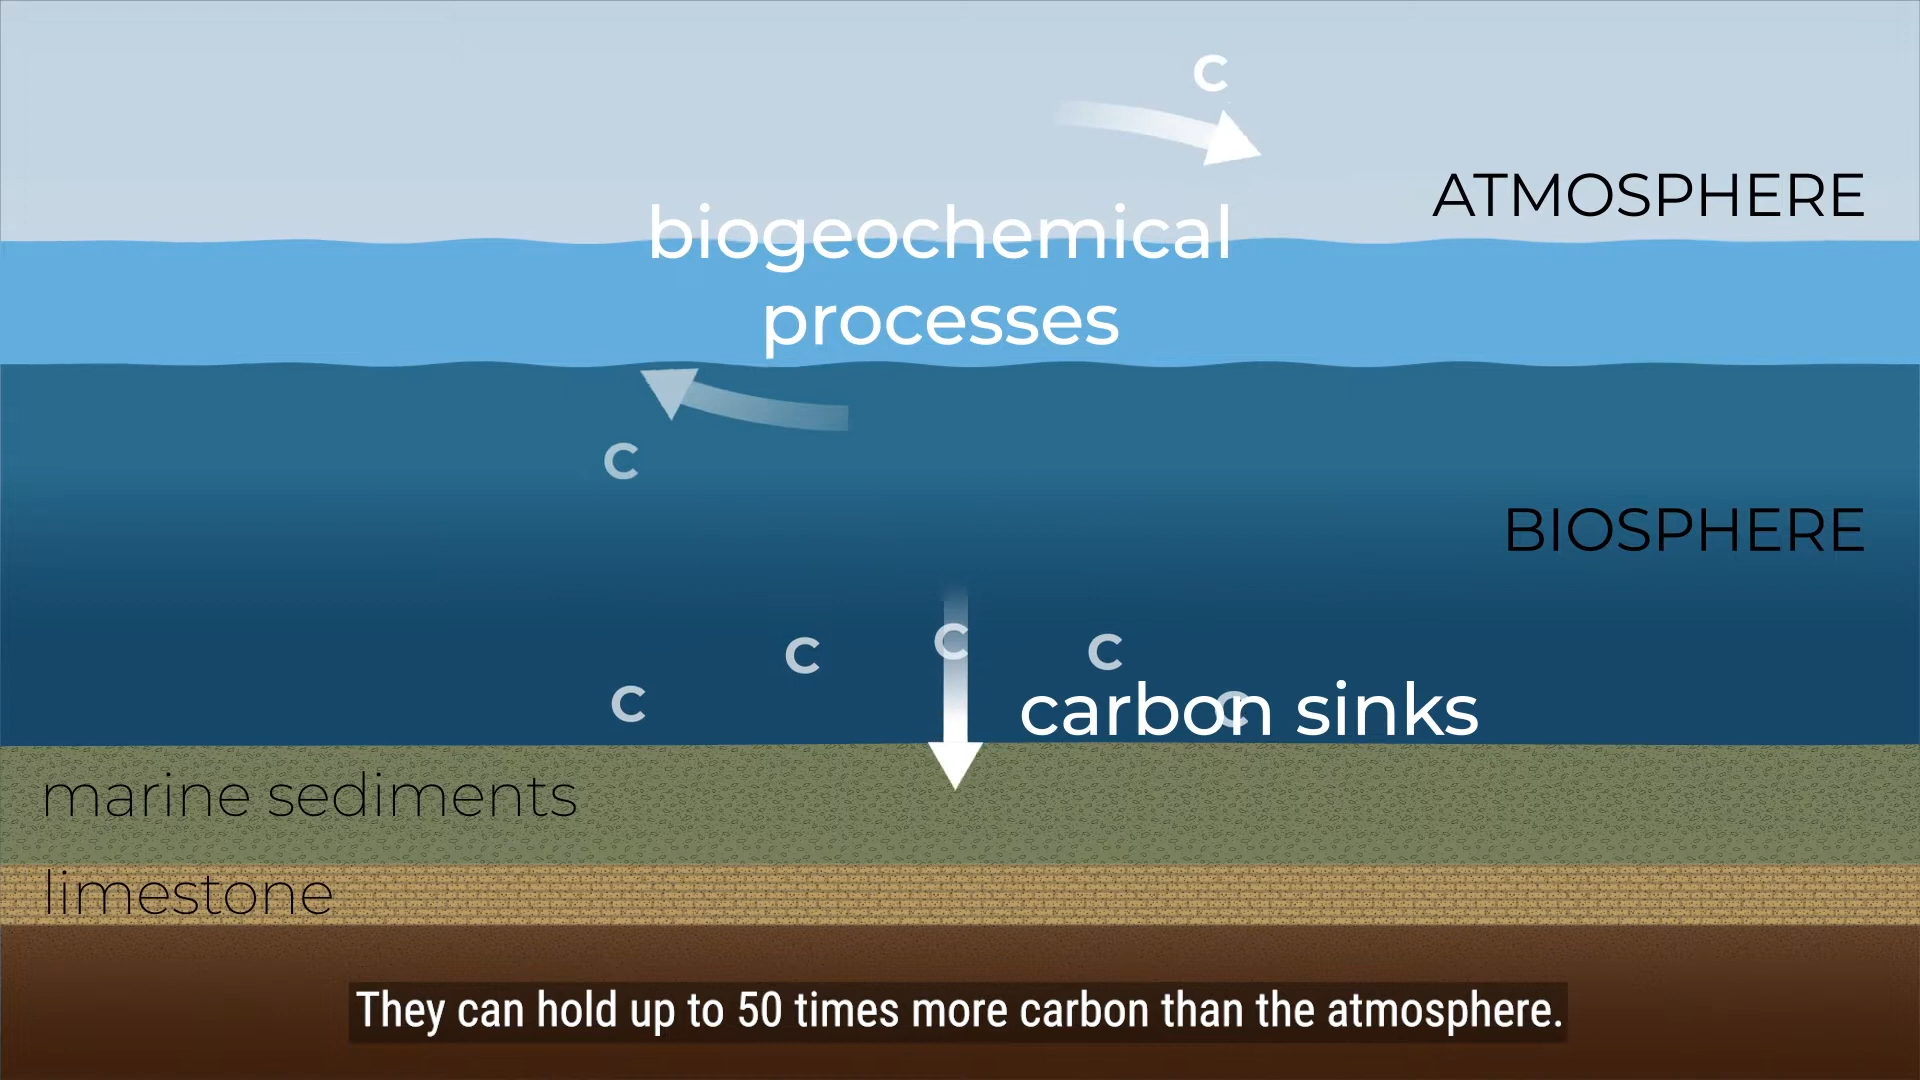 C
ATMOSPHERE
biogeochemical
processes
C
BIOSPHERE
C
C
C
C
C
carbon sinks
marine sediments
limestone
They can hold up to 50 times more carbon than the atmosphere.